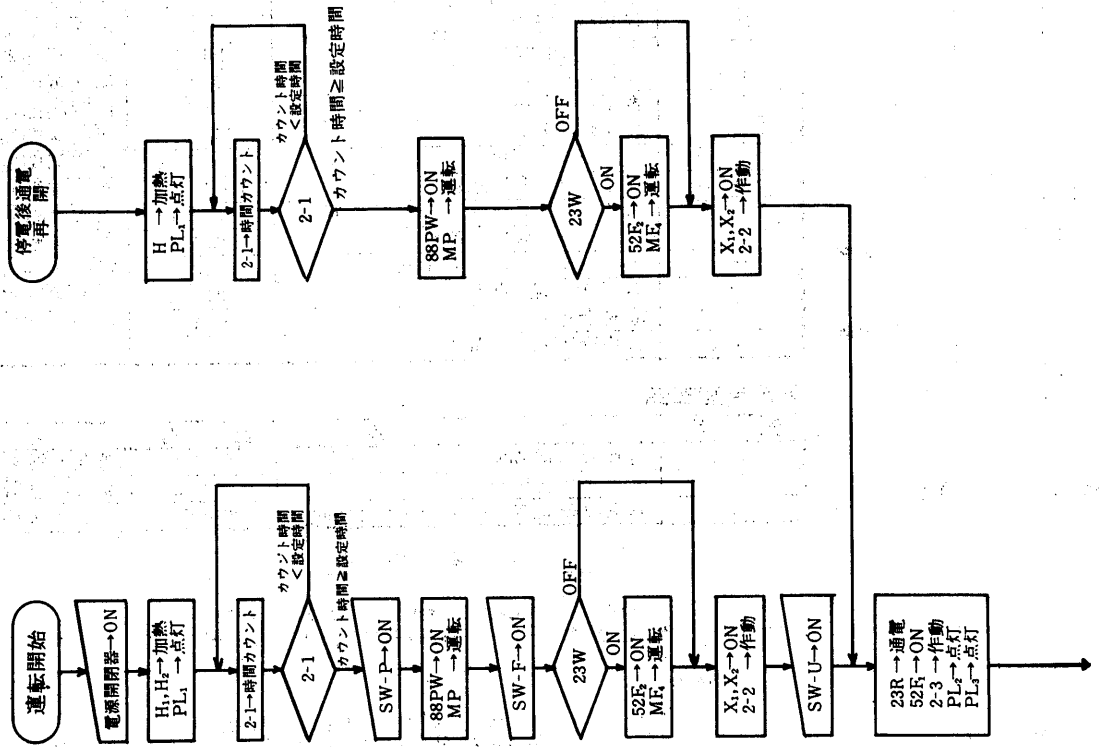 運転開始
電源開閉器→ON
H₁,H₂→加熱
PL₁→点灯
2-1→時間カウント
2-1
カウント時間
<設定時間
カウント時間≧設定時間
SW-P→ON
88PW→ON
MP→運転
SW-F→ON
23W
OFF
ON
52F₂→ON
MF₄→運転
X₁,X₂→ON
2-2→作動
SW-U→ON
23R→通電
52F₁→ON
2-3→作動
PL₂→点灯
PL₃→点灯
停電後通電
再 開
H→加熱
PL₁→点灯
2-1→時間カウント
2-1
カウント時間
<設定時間
カウント時間≧設定時間
88PW→ON
MP→運転
23W
OFF
ON
52F₂→ON
MF₄→運転
X₁,X₂→ON
2-2→作動